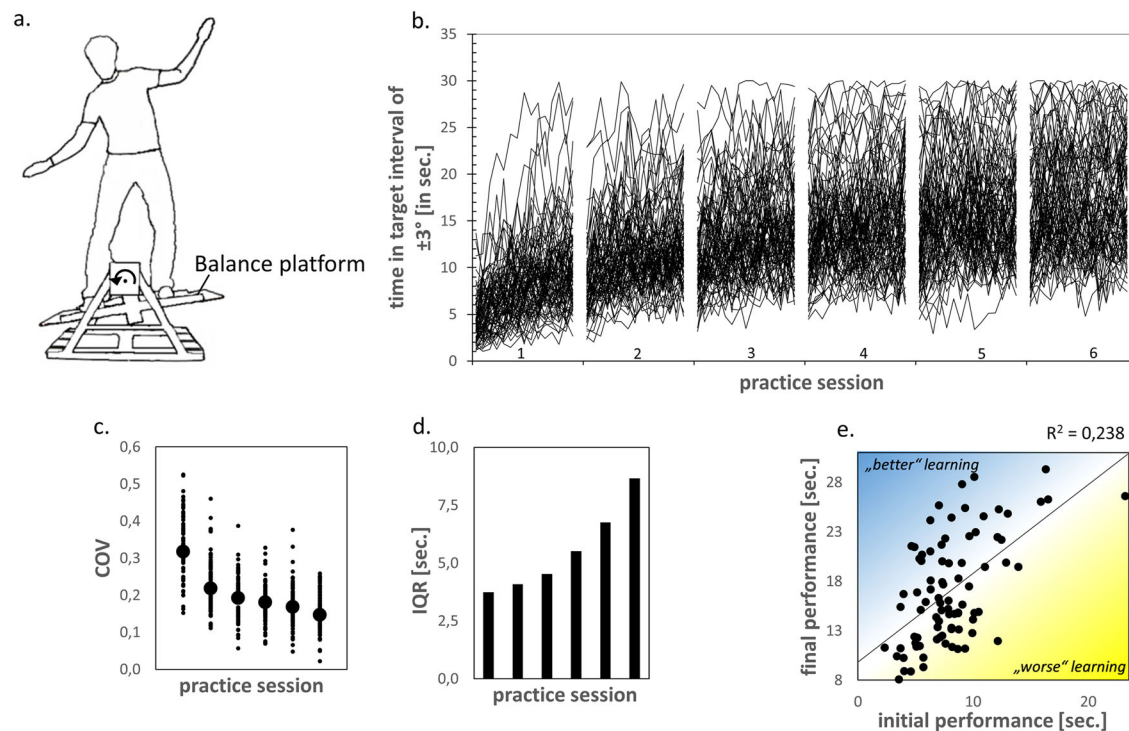 a.
Balance platform
b.
time in target interval of
±3° [in sec.]
35
30
25
20
15
10
5
0
1 2 3 4 5 6
practice session
c.
COV
0,6
0,5
0,4
0,3
0,2
0,1
0,0
practice session
d.
IQR [sec.]
10,0
7,5
5,0
2,5
0,0
practice session
e.
R² = 0,238
„better“ learning
final performance [sec.]
28
23
18
13
8
„worse“ learning
0 10 20
initial performance [sec.]